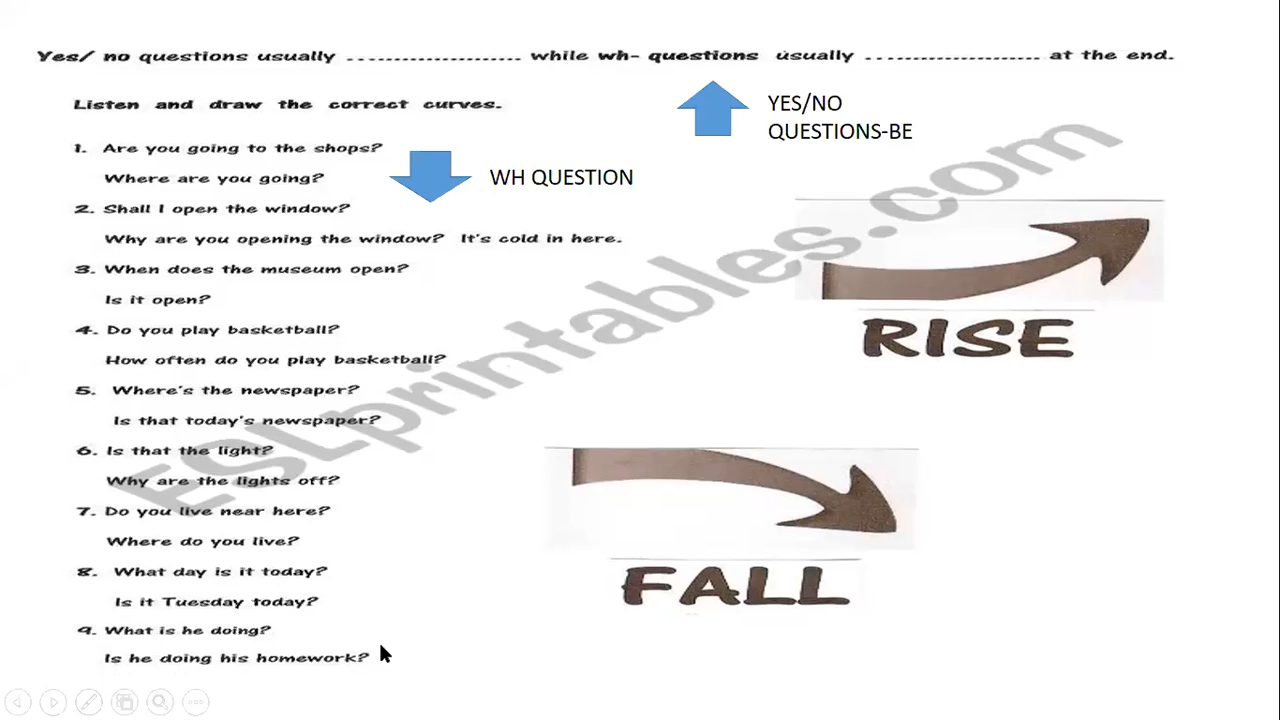 Yes/ no questions usually ........................ while wh- questions usually ........................ at the end.
Listen and draw the correct curves.
YES/NO
QUESTIONS-BE
1. Are you going to the shops?
Where are you going?
WH QUESTION
2. Shall I open the window?
Why are you opening the window? It's cold in here.
3. When does the museum open?
Is it open?
4. Do you play basketball?
How often do you play basketball?
5. Where's the newspaper?
Is that today's newspaper?
6. Is that the light?
Why are the lights off?
7. Do you live near here?
Where do you live?
8. What day is it today?
Is it Tuesday today?
9. What is he doing?
Is he doing his homework?
RISE
FALL
ESLprintables.com